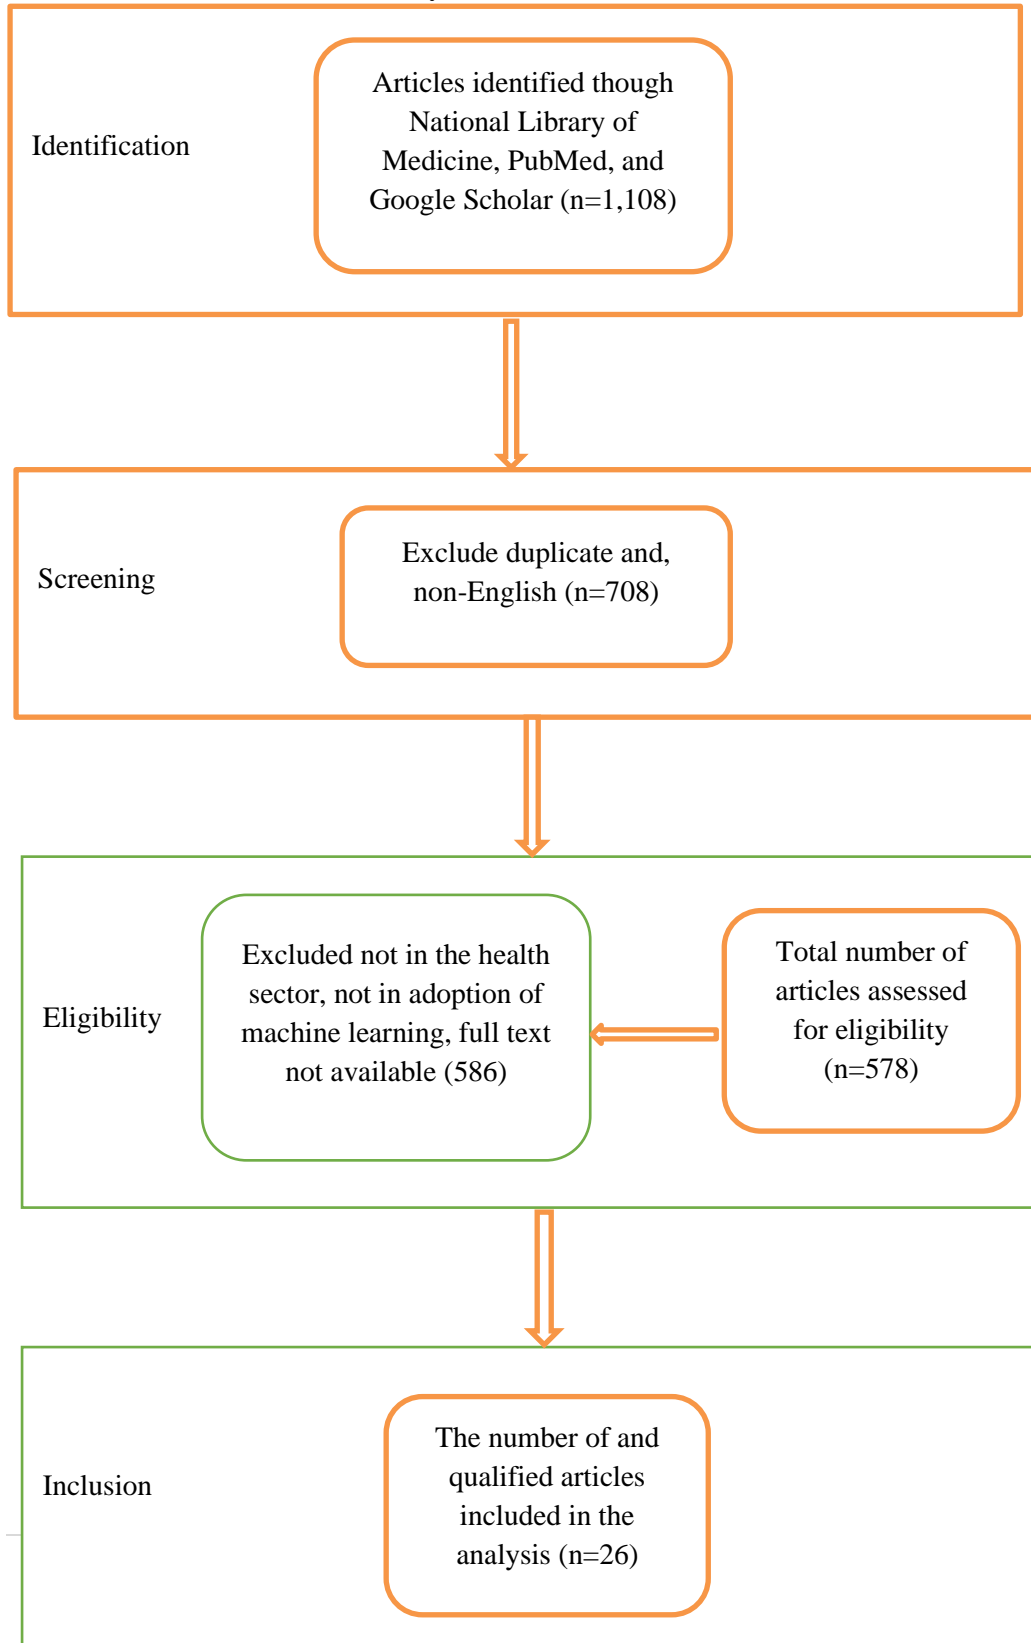 Identification
Articles identified though
National Library of
Medicine, PubMed, and
Google Scholar (n=1,108)
Screening
Exclude duplicate and,
non-English (n=708)
Eligibility
Excluded not in the health
sector, not in adoption of
machine learning, full text
not available (586)
Total number of
articles assessed
for eligibility
(n=578)
Inclusion
The number of and
qualified articles
included in the
analysis (n=26)